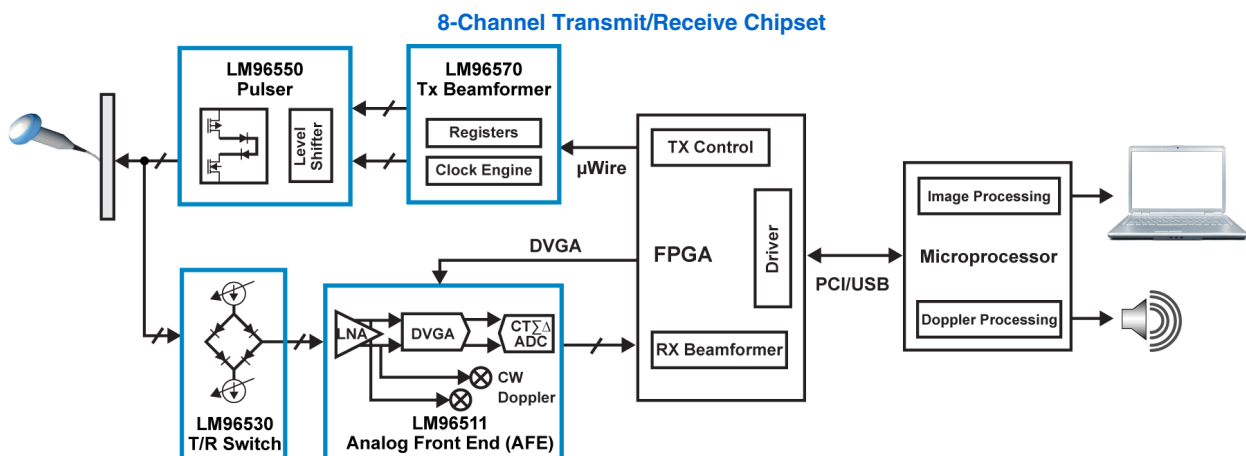 8-Channel Transmit/Receive Chipset
LM96550
Pulser
Level
Shifter
LM96570
Tx Beamformer
Registers
Clock Engine
µWire
TX Control
FPGA
Driver
RX Beamformer
DVGA
PCI/USB
Image Processing
Microprocessor
Doppler Processing
LM96530
T/R Switch
LNA
DVGA
CT∑∆
ADC
CW
Doppler
LM96511
Analog Front End (AFE)